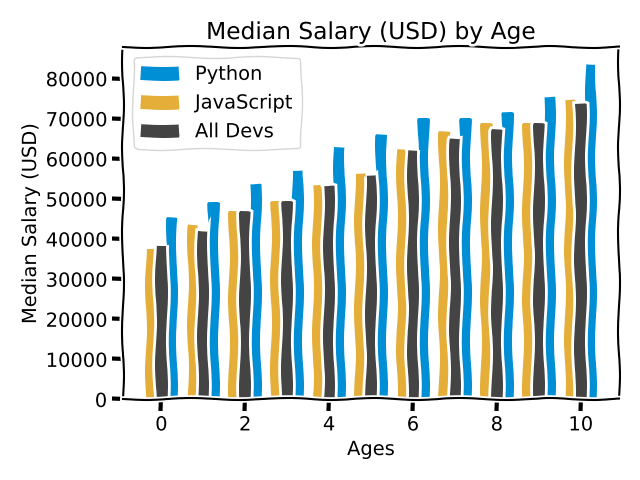 Median Salary (USD) by Age
Python
JavaScript
All Devs
Median Salary (USD)
80000
70000
60000
50000
40000
30000
20000
10000
0
0 2 4 6 8 10
Ages